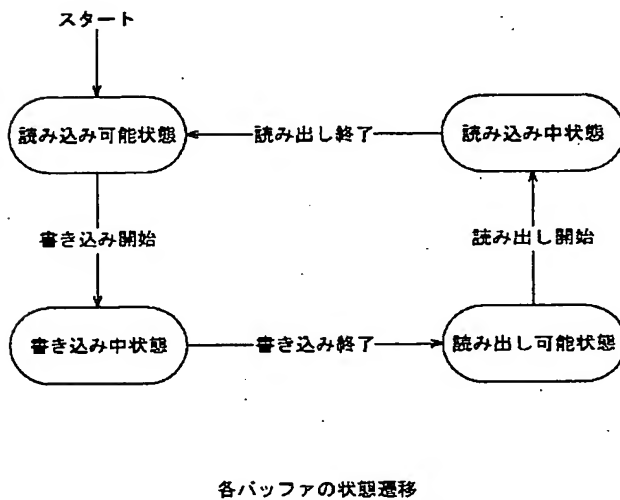 スタート
読み込み可能状態
読み出し終了
読み込み中状態
書き込み開始
読み出し開始
書き込み中状態
書き込み終了
読み出し可能状態
各バッファの状態遷移